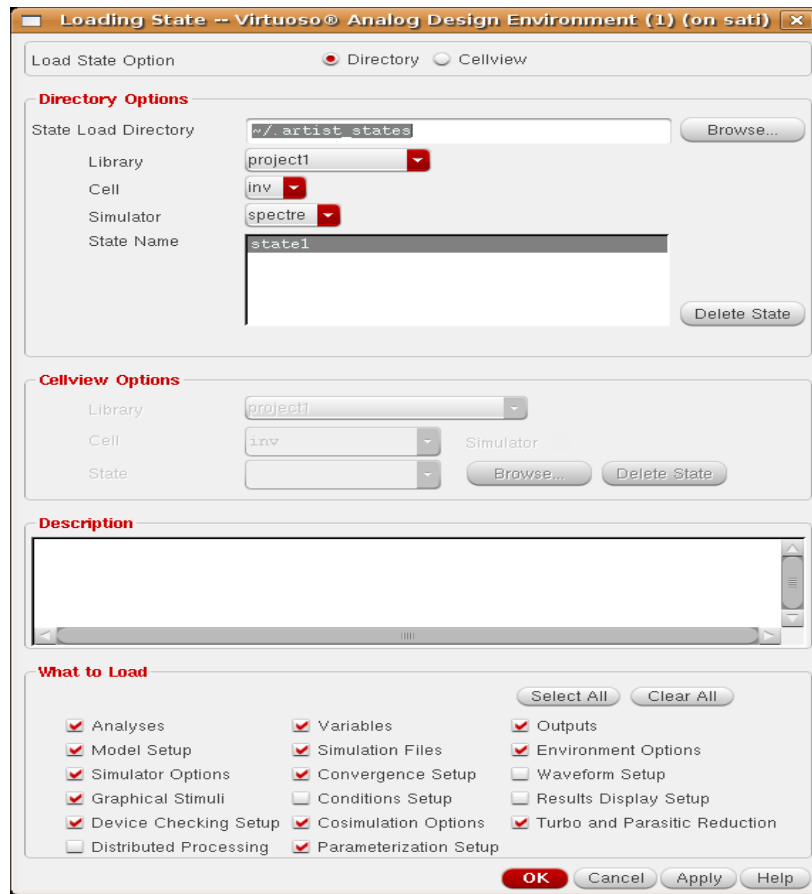 Loading State -- Virtuoso® Analog Design Environment (1) (on sati)
Load State Option Directory Cellview
Directory Options
State Load Directory ~/.artist_states Browse...
Library project1
Cell inv
Simulator spectre
State Name state1
Delete State
Cellview Options
Library project1
Cell inv Simulator
State Browse... Delete State
Description
What to Load
Select All Clear All
Analyses Variables Outputs
Model Setup Simulation Files Environment Options
Simulator Options Convergence Setup Waveform Setup
Graphical Stimuli Conditions Setup Results Display Setup
Device Checking Setup Cosimulation Options Turbo and Parasitic Reduction
Distributed Processing Parameterization Setup
OK Cancel Apply Help